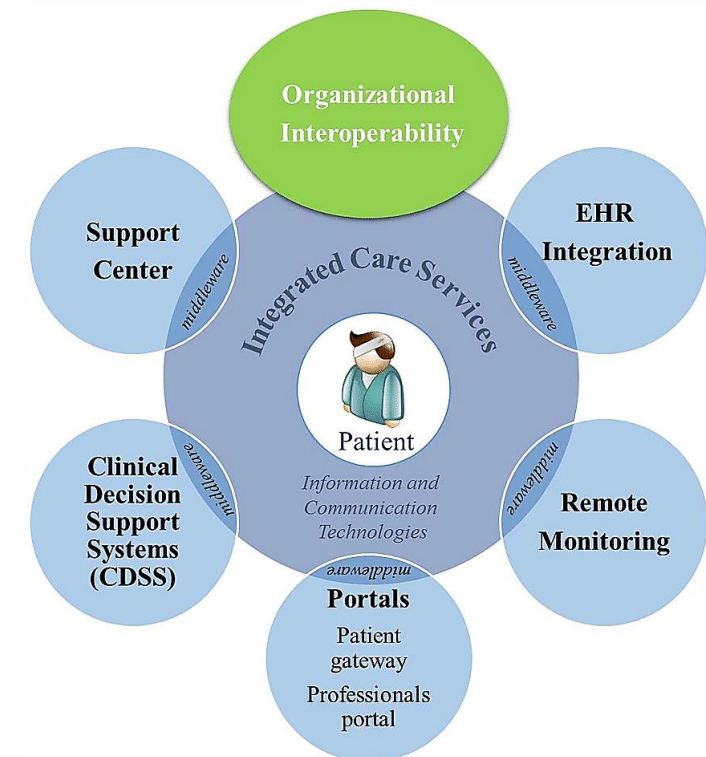 Organizational
Interoperability
Support
Center
middleware
EHR
Integration
middleware
Integrated Care Services
Patient
Information and
Communication
Technologies
Clinical
Decision
Support
Systems
(CDSS)
middleware
Remote
Monitoring
middleware
middleware
Portals
Patient
gateway
Professionals
portal